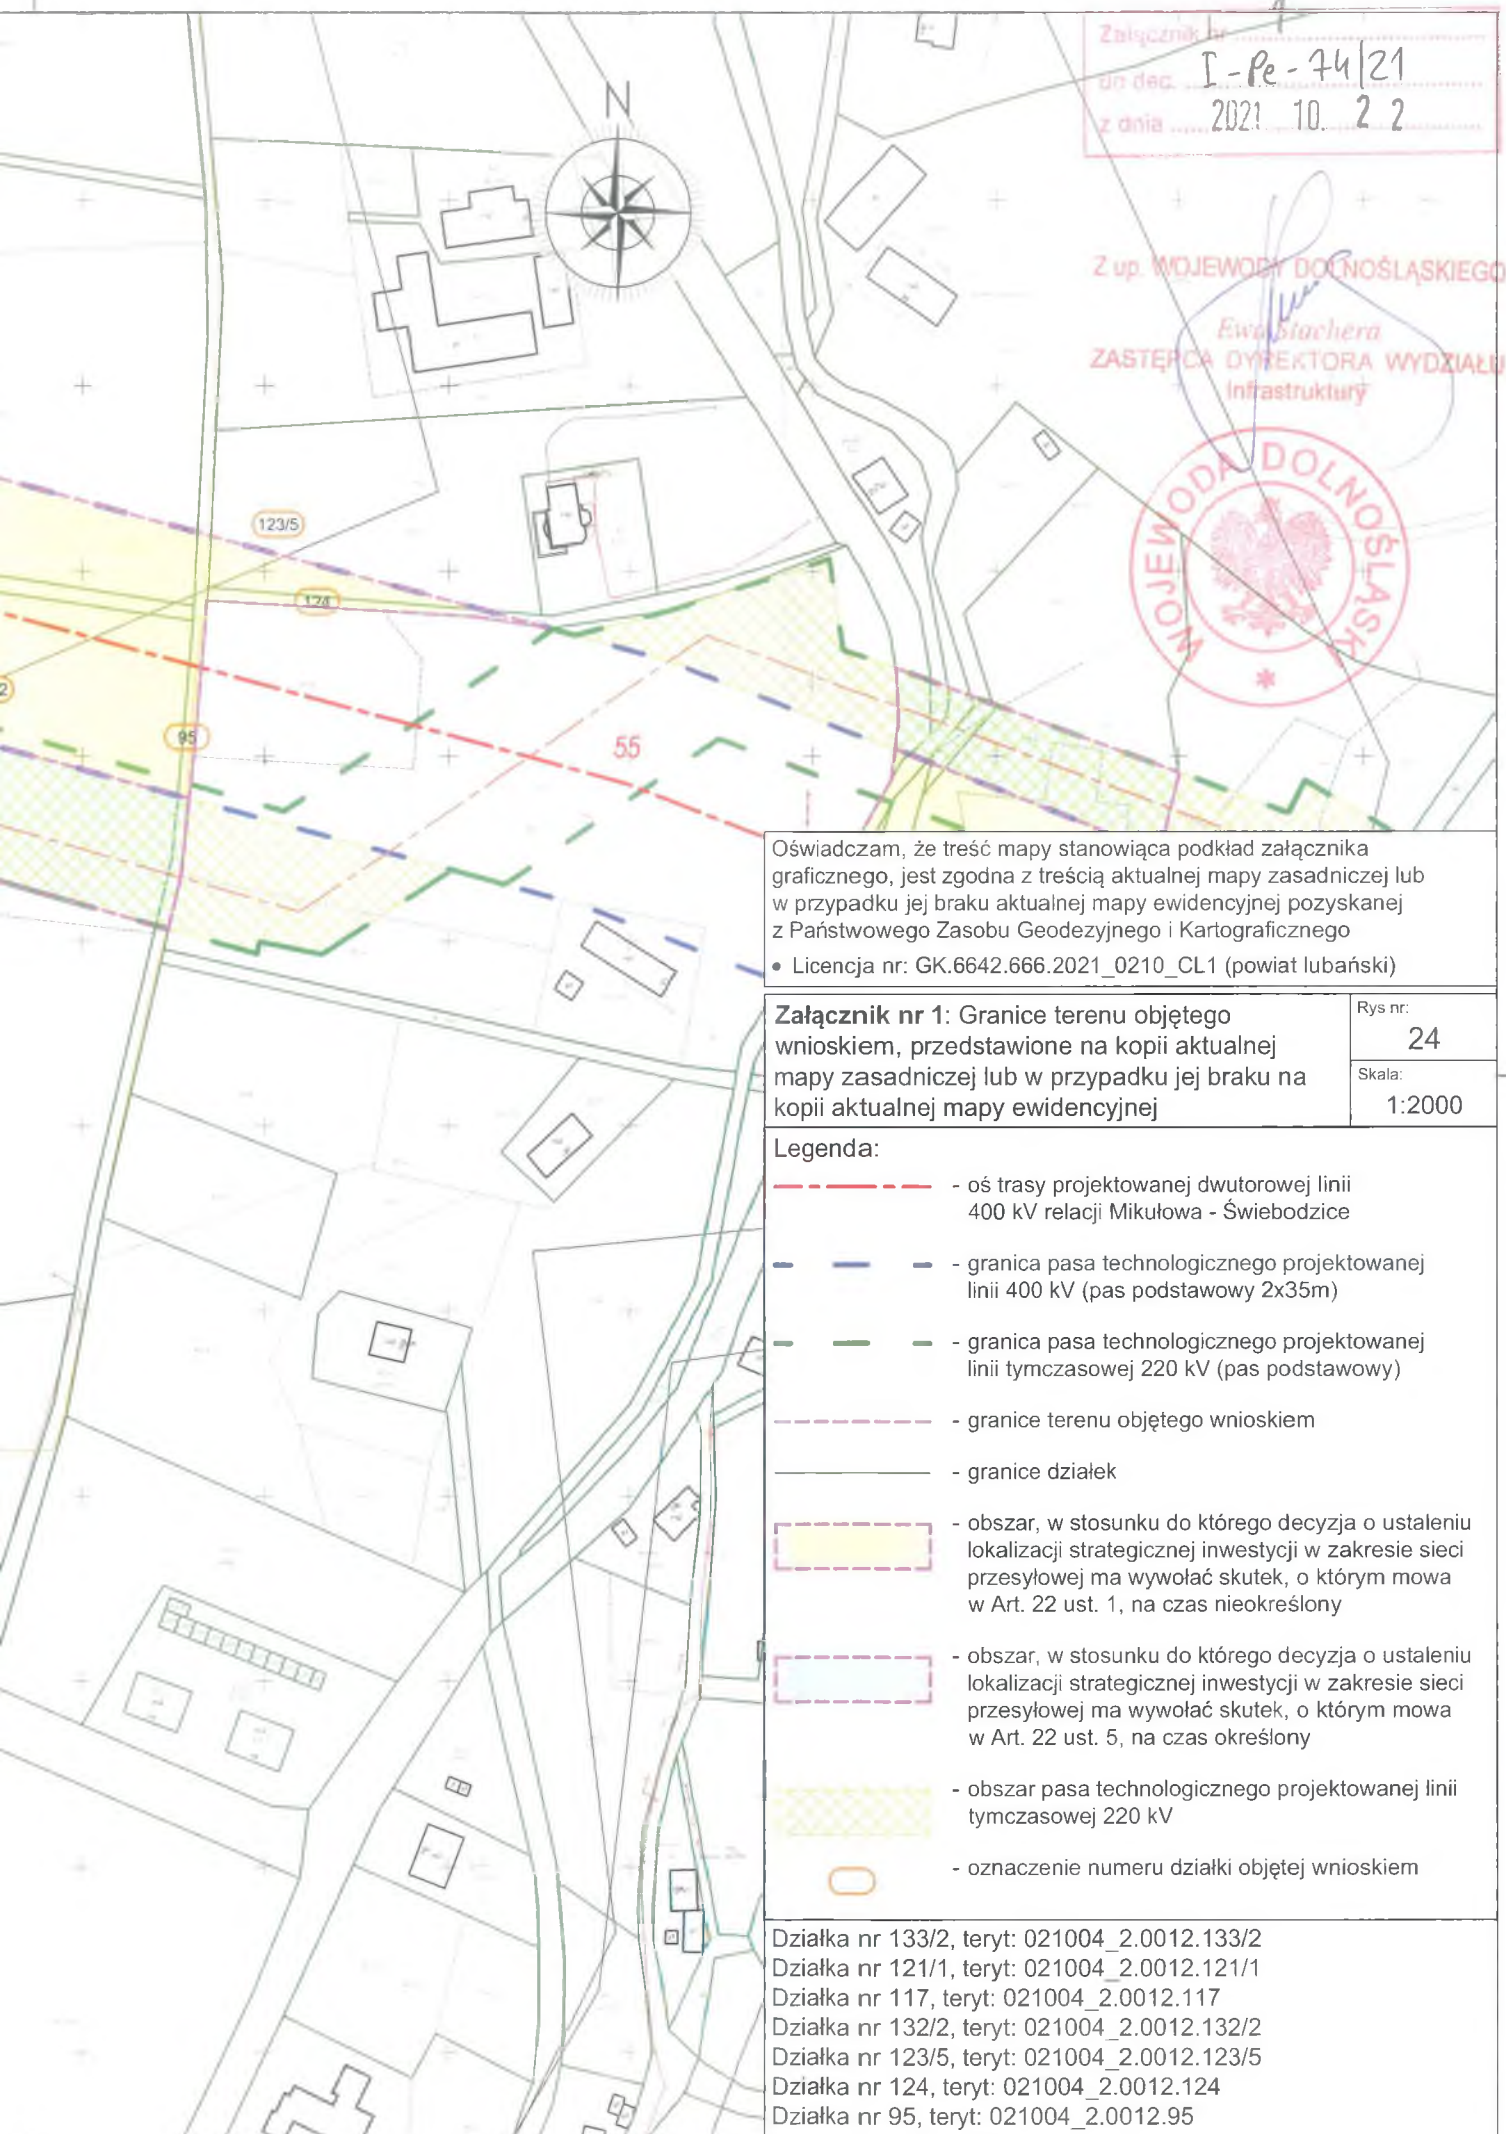 Załącznik nr 1
do dec. I-Pe-74/21
z dnia 2021 10. 2 2
N
Z up. WOJEWODY DOLNOŚLĄSKIEGO
Ewa Stachera
ZASTĘPCA DYREKTORA WYDZIAŁU
Infrastruktury
WOJEWODA DOLNOŚLĄSKI
123/5
124
2
95
55
Oświadczam, że treść mapy stanowiąca podkład załącznika
graficznego, jest zgodna z treścią aktualnej mapy zasadniczej lub
w przypadku jej braku aktualnej mapy ewidencyjnej pozyskanej
z Państwowego Zasobu Geodezyjnego i Kartograficznego
• Licencja nr: GK.6642.666.2021_0210_CL1 (powiat lubański)
Załącznik nr 1: Granice terenu objętego
wnioskiem, przedstawione na kopii aktualnej
mapy zasadniczej lub w przypadku jej braku na
kopii aktualnej mapy ewidencyjnej
Rys nr:
24
Skala:
1:2000
Legenda:
- oś trasy projektowanej dwutorowej linii
400 kV relacji Mikułowa - Świebodzice
- granica pasa technologicznego projektowanej
linii 400 kV (pas podstawowy 2x35m)
- granica pasa technologicznego projektowanej
linii tymczasowej 220 kV (pas podstawowy)
- granice terenu objętego wnioskiem
- granice działek
- obszar, w stosunku do którego decyzja o ustaleniu
lokalizacji strategicznej inwestycji w zakresie sieci
przesyłowej ma wywołać skutek, o którym mowa
w Art. 22 ust. 1, na czas nieokreślony
- obszar, w stosunku do którego decyzja o ustaleniu
lokalizacji strategicznej inwestycji w zakresie sieci
przesyłowej ma wywołać skutek, o którym mowa
w Art. 22 ust. 5, na czas określony
- obszar pasa technologicznego projektowanej linii
tymczasowej 220 kV
- oznaczenie numeru działki objętej wnioskiem
Działka nr 133/2, teryt: 021004_2.0012.133/2
Działka nr 121/1, teryt: 021004_2.0012.121/1
Działka nr 117, teryt: 021004_2.0012.117
Działka nr 132/2, teryt: 021004_2.0012.132/2
Działka nr 123/5, teryt: 021004_2.0012.123/5
Działka nr 124, teryt: 021004_2.0012.124
Działka nr 95, teryt: 021004_2.0012.95